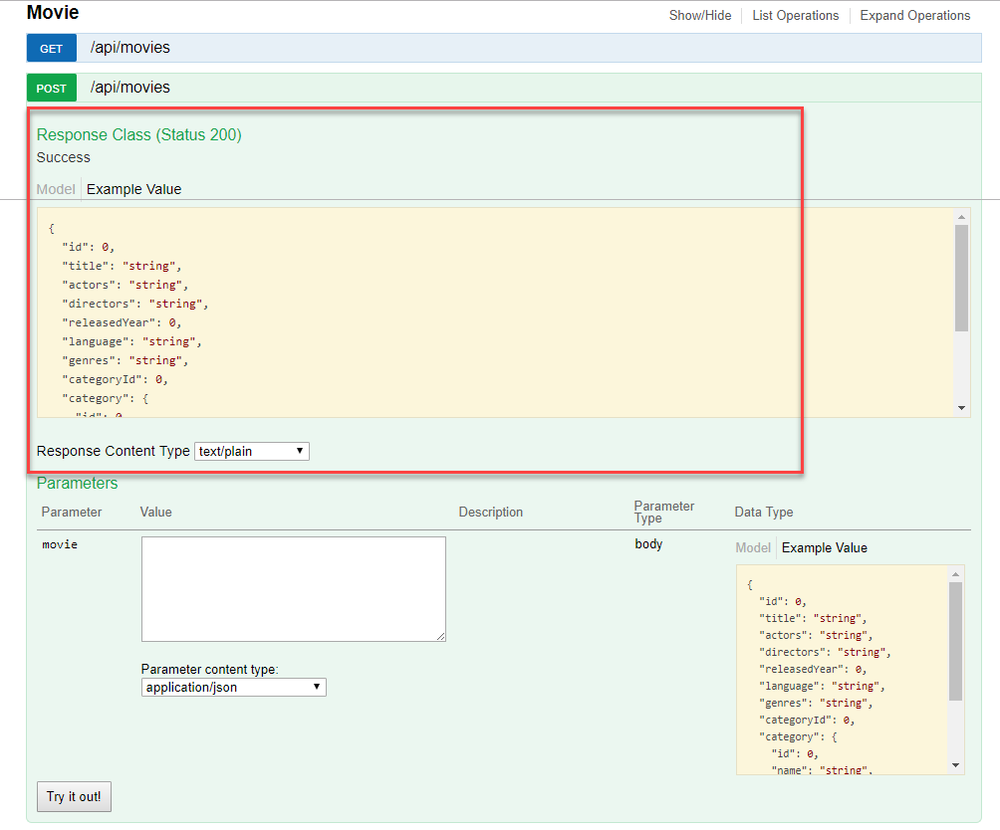 Movie
Show/Hide List Operations Expand Operations
GET /api/movies
POST /api/movies
Response Class (Status 200)
Success
Model Example Value
{
"id": 0,
"title": "string",
"actors": "string",
"directors": "string",
"releasedYear": 0,
"language": "string",
"genres": "string",
"categoryId": 0,
"category": {
"id": 0
Response Content Type text/plain
Parameters
Parameter Value Description Parameter Type Data Type
movie body Model Example Value
{
"id": 0,
"title": "string",
"actors": "string",
"directors": "string",
"releasedYear": 0,
"language": "string",
"genres": "string",
"categoryId": 0,
"category": {
"id": 0,
"name": "string",
Parameter content type:
application/json
Try it out!